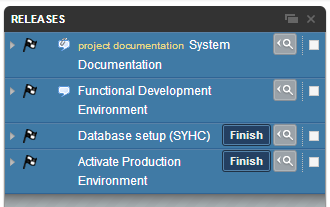 RELEASES
project documentation System
Documentation
Functional Development
Environment
Database setup (SYHC) Finish
Activate Production Finish
Environment